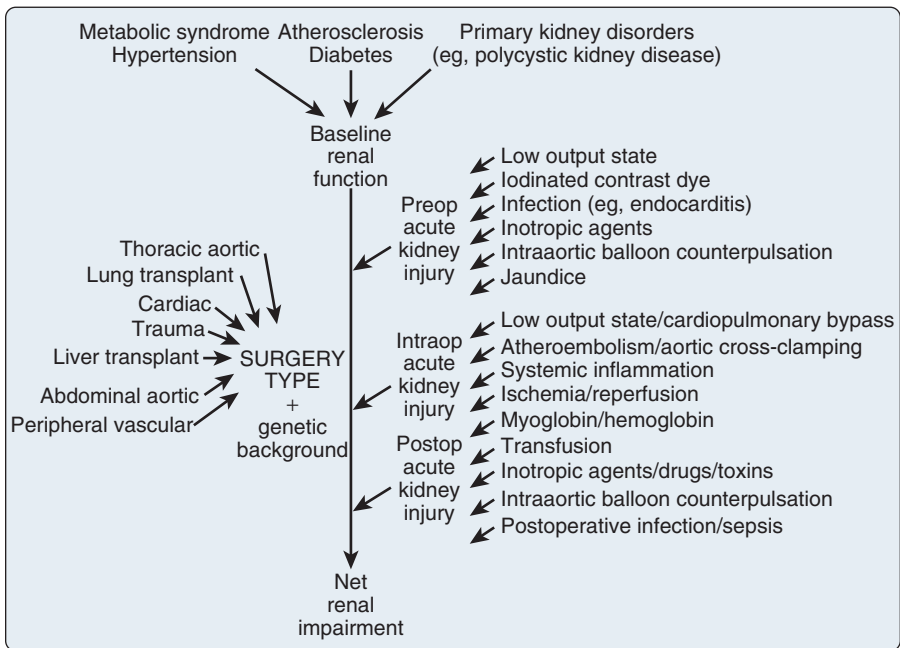 Metabolic syndrome
Hypertension
Atherosclerosis
Diabetes
Primary kidney disorders
(eg, polycystic kidney disease)
Baseline
renal
function
Preop
acute
kidney
injury
Low output state
Iodinated contrast dye
Infection (eg, endocarditis)
Inotropic agents
Intraaortic balloon counterpulsation
Jaundice
Thoracic aortic
Lung transplant
Cardiac
Trauma
Liver transplant
Abdominal aortic
Peripheral vascular
SURGERY
TYPE
+
genetic
background
Intraop
acute
kidney
injury
Postop
acute
kidney
injury
Low output state/cardiopulmonary bypass
Atheroembolism/aortic cross-clamping
Systemic inflammation
Ischemia/reperfusion
Myoglobin/hemoglobin
Transfusion
Inotropic agents/drugs/toxins
Intraaortic balloon counterpulsation
Postoperative infection/sepsis
Net
renal
impairment